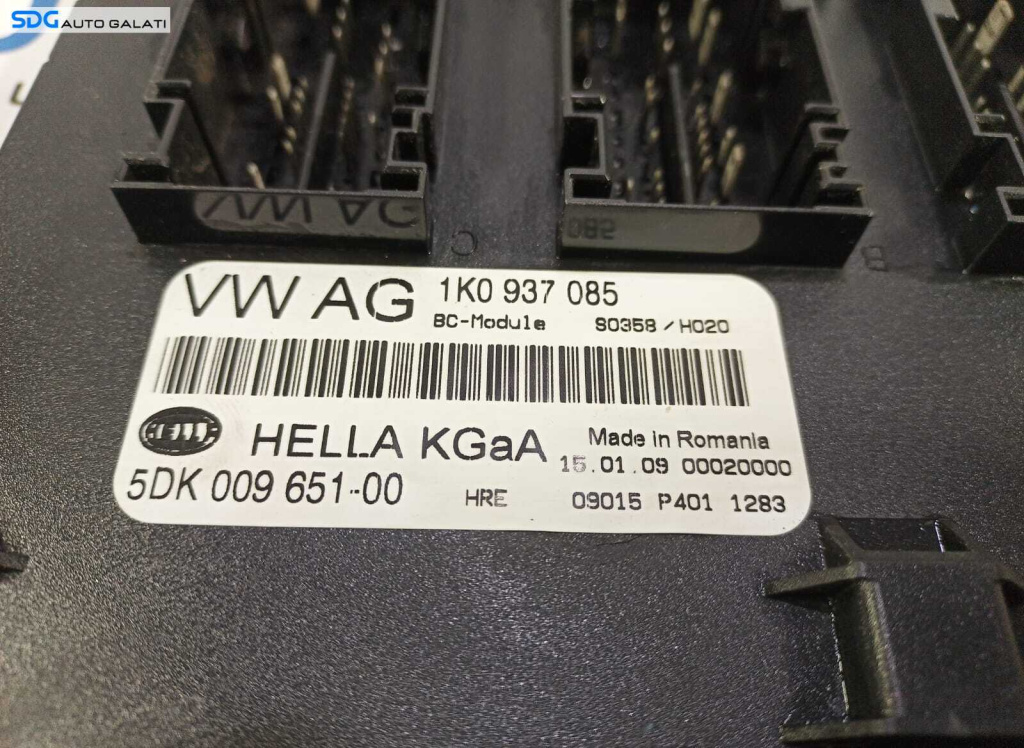 SDG AUTO GALATI
VW AG 1K0 937 085
BC-Module S0358 / H020
HELLA
HELLA KGaA Made in Romania
15.01.09 00020000
5DK 009 651-00 HRE 09015 P401 1283
C
B